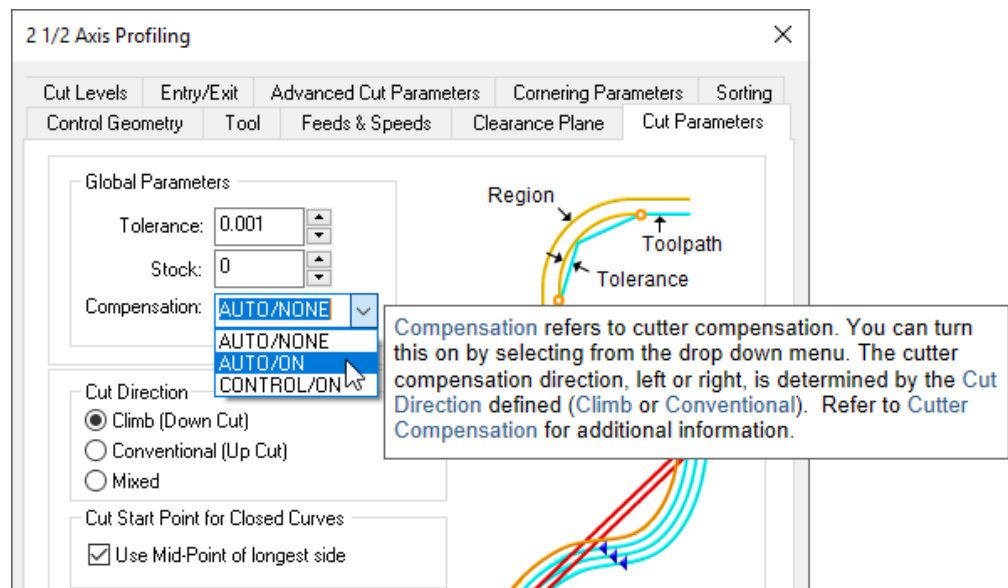 2 1/2 Axis Profiling
Cut Levels Entry/Exit Advanced Cut Parameters Cornering Parameters Sorting
Control Geometry Tool Feeds & Speeds Clearance Plane Cut Parameters
Global Parameters
Tolerance: 0.001
Stock: 0
Compensation: AUTO/NONE
AUTO/NONE
AUTO/ON
CONTROL/ON
Region
Toolpath
Tolerance
Compensation refers to cutter compensation. You can turn
this on by selecting from the drop down menu. The cutter
compensation direction, left or right, is determined by the Cut
Direction defined (Climb or Conventional). Refer to Cutter
Compensation for additional information.
Cut Direction
Climb (Down Cut)
Conventional (Up Cut)
Mixed
Cut Start Point for Closed Curves
Use Mid-Point of longest side